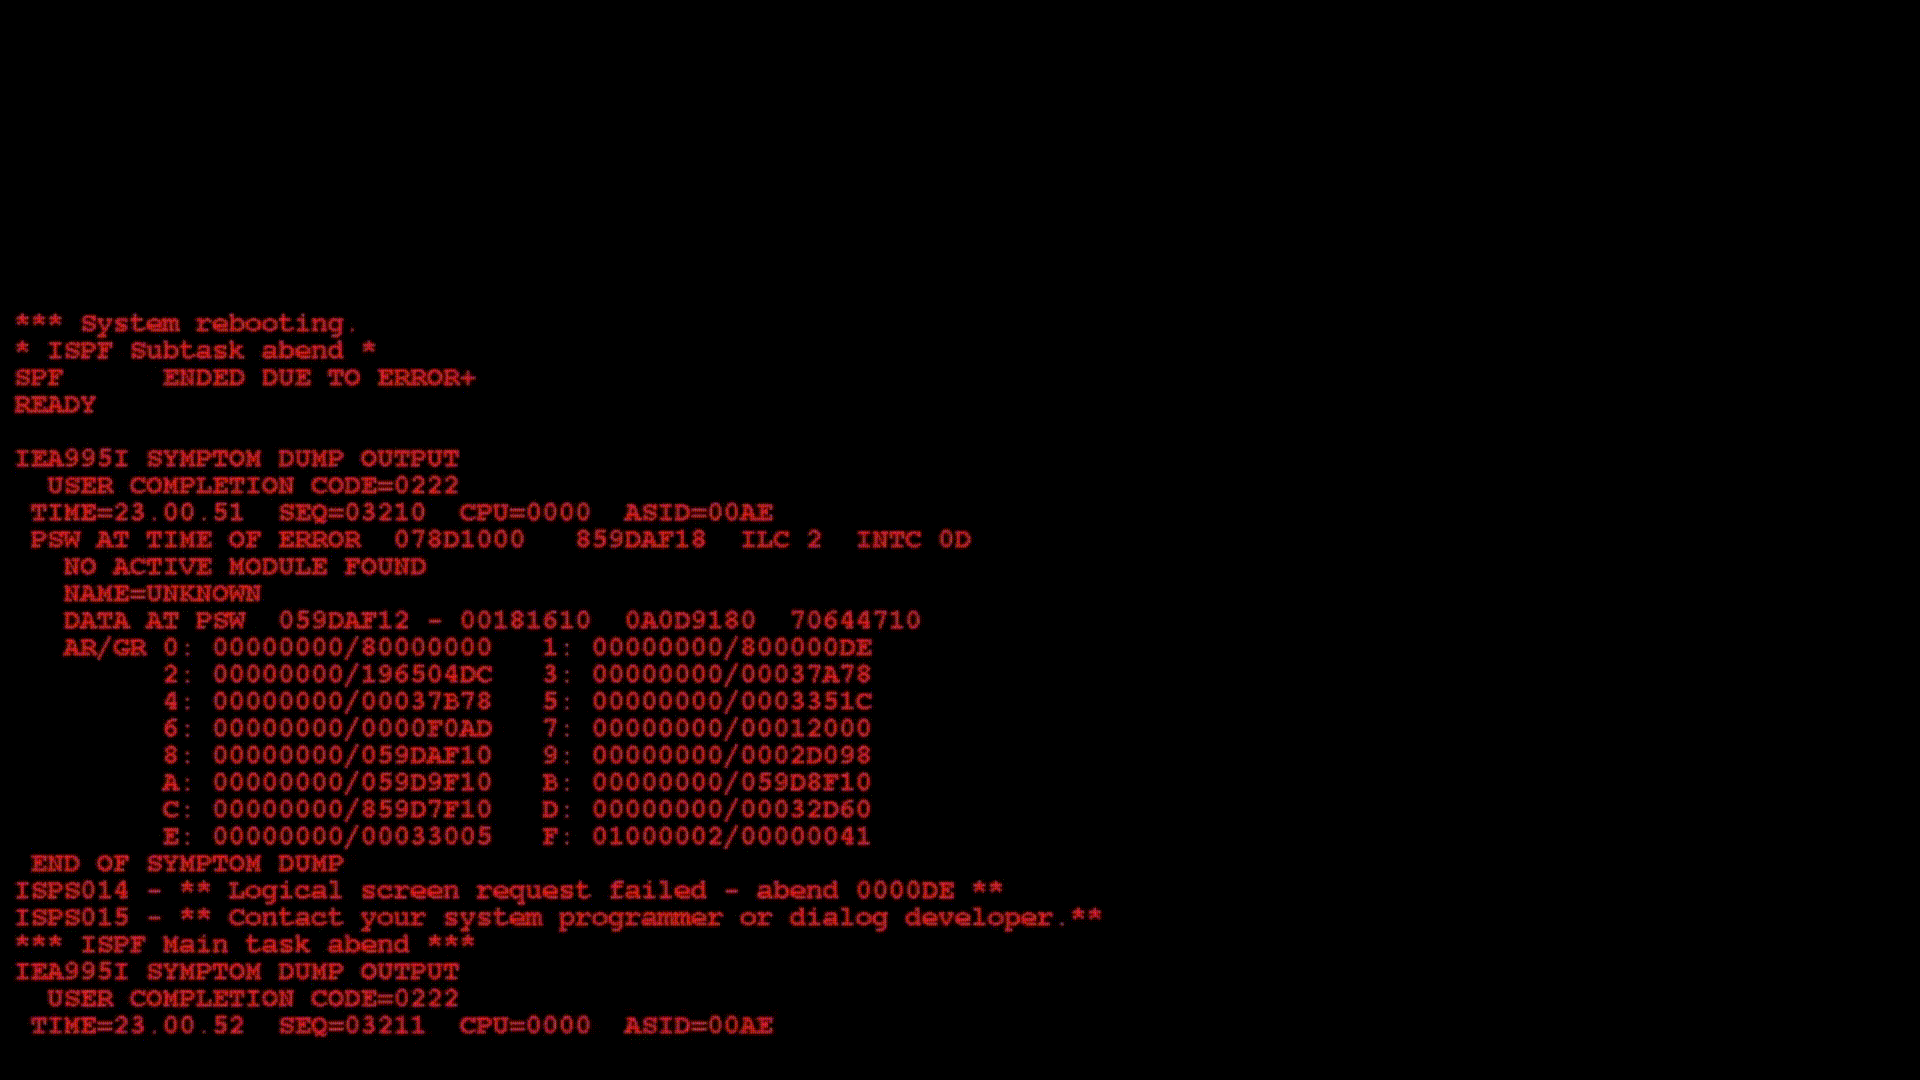 *** System rebooting.
* ISPF Subtask abend *
SPF      ENDED DUE TO ERROR+
READY

IEA995I SYMPTOM DUMP OUTPUT
  USER COMPLETION CODE=0222
 TIME=23.00.51  SEQ=03210  CPU=0000  ASID=00AE
 PSW AT TIME OF ERROR  078D1000   859DAF18  ILC 2  INTC 0D
   NO ACTIVE MODULE FOUND
   NAME=UNKNOWN
   DATA AT PSW  059DAF12 - 00181610  0A0D9180  70644710
   AR/GR 0: 00000000/80000000   1: 00000000/800000DE
         2: 00000000/196504DC   3: 00000000/00037A78
         4: 00000000/00037B78   5: 00000000/0003351C
         6: 00000000/0000F0AD   7: 00000000/00012000
         8: 00000000/059DAF10   9: 00000000/0002D098
         A: 00000000/059D9F10   B: 00000000/059D8F10
         C: 00000000/859D7F10   D: 00000000/00032D60
         E: 00000000/00033005   F: 01000002/00000041
 END OF SYMPTOM DUMP
ISPS014 - ** Logical screen request failed - abend 0000DE **
ISPS015 - ** Contact your system programmer or dialog developer.**
*** ISPF Main task abend ***
IEA995I SYMPTOM DUMP OUTPUT
  USER COMPLETION CODE=0222
 TIME=23.00.52  SEQ=03211  CPU=0000  ASID=00AE